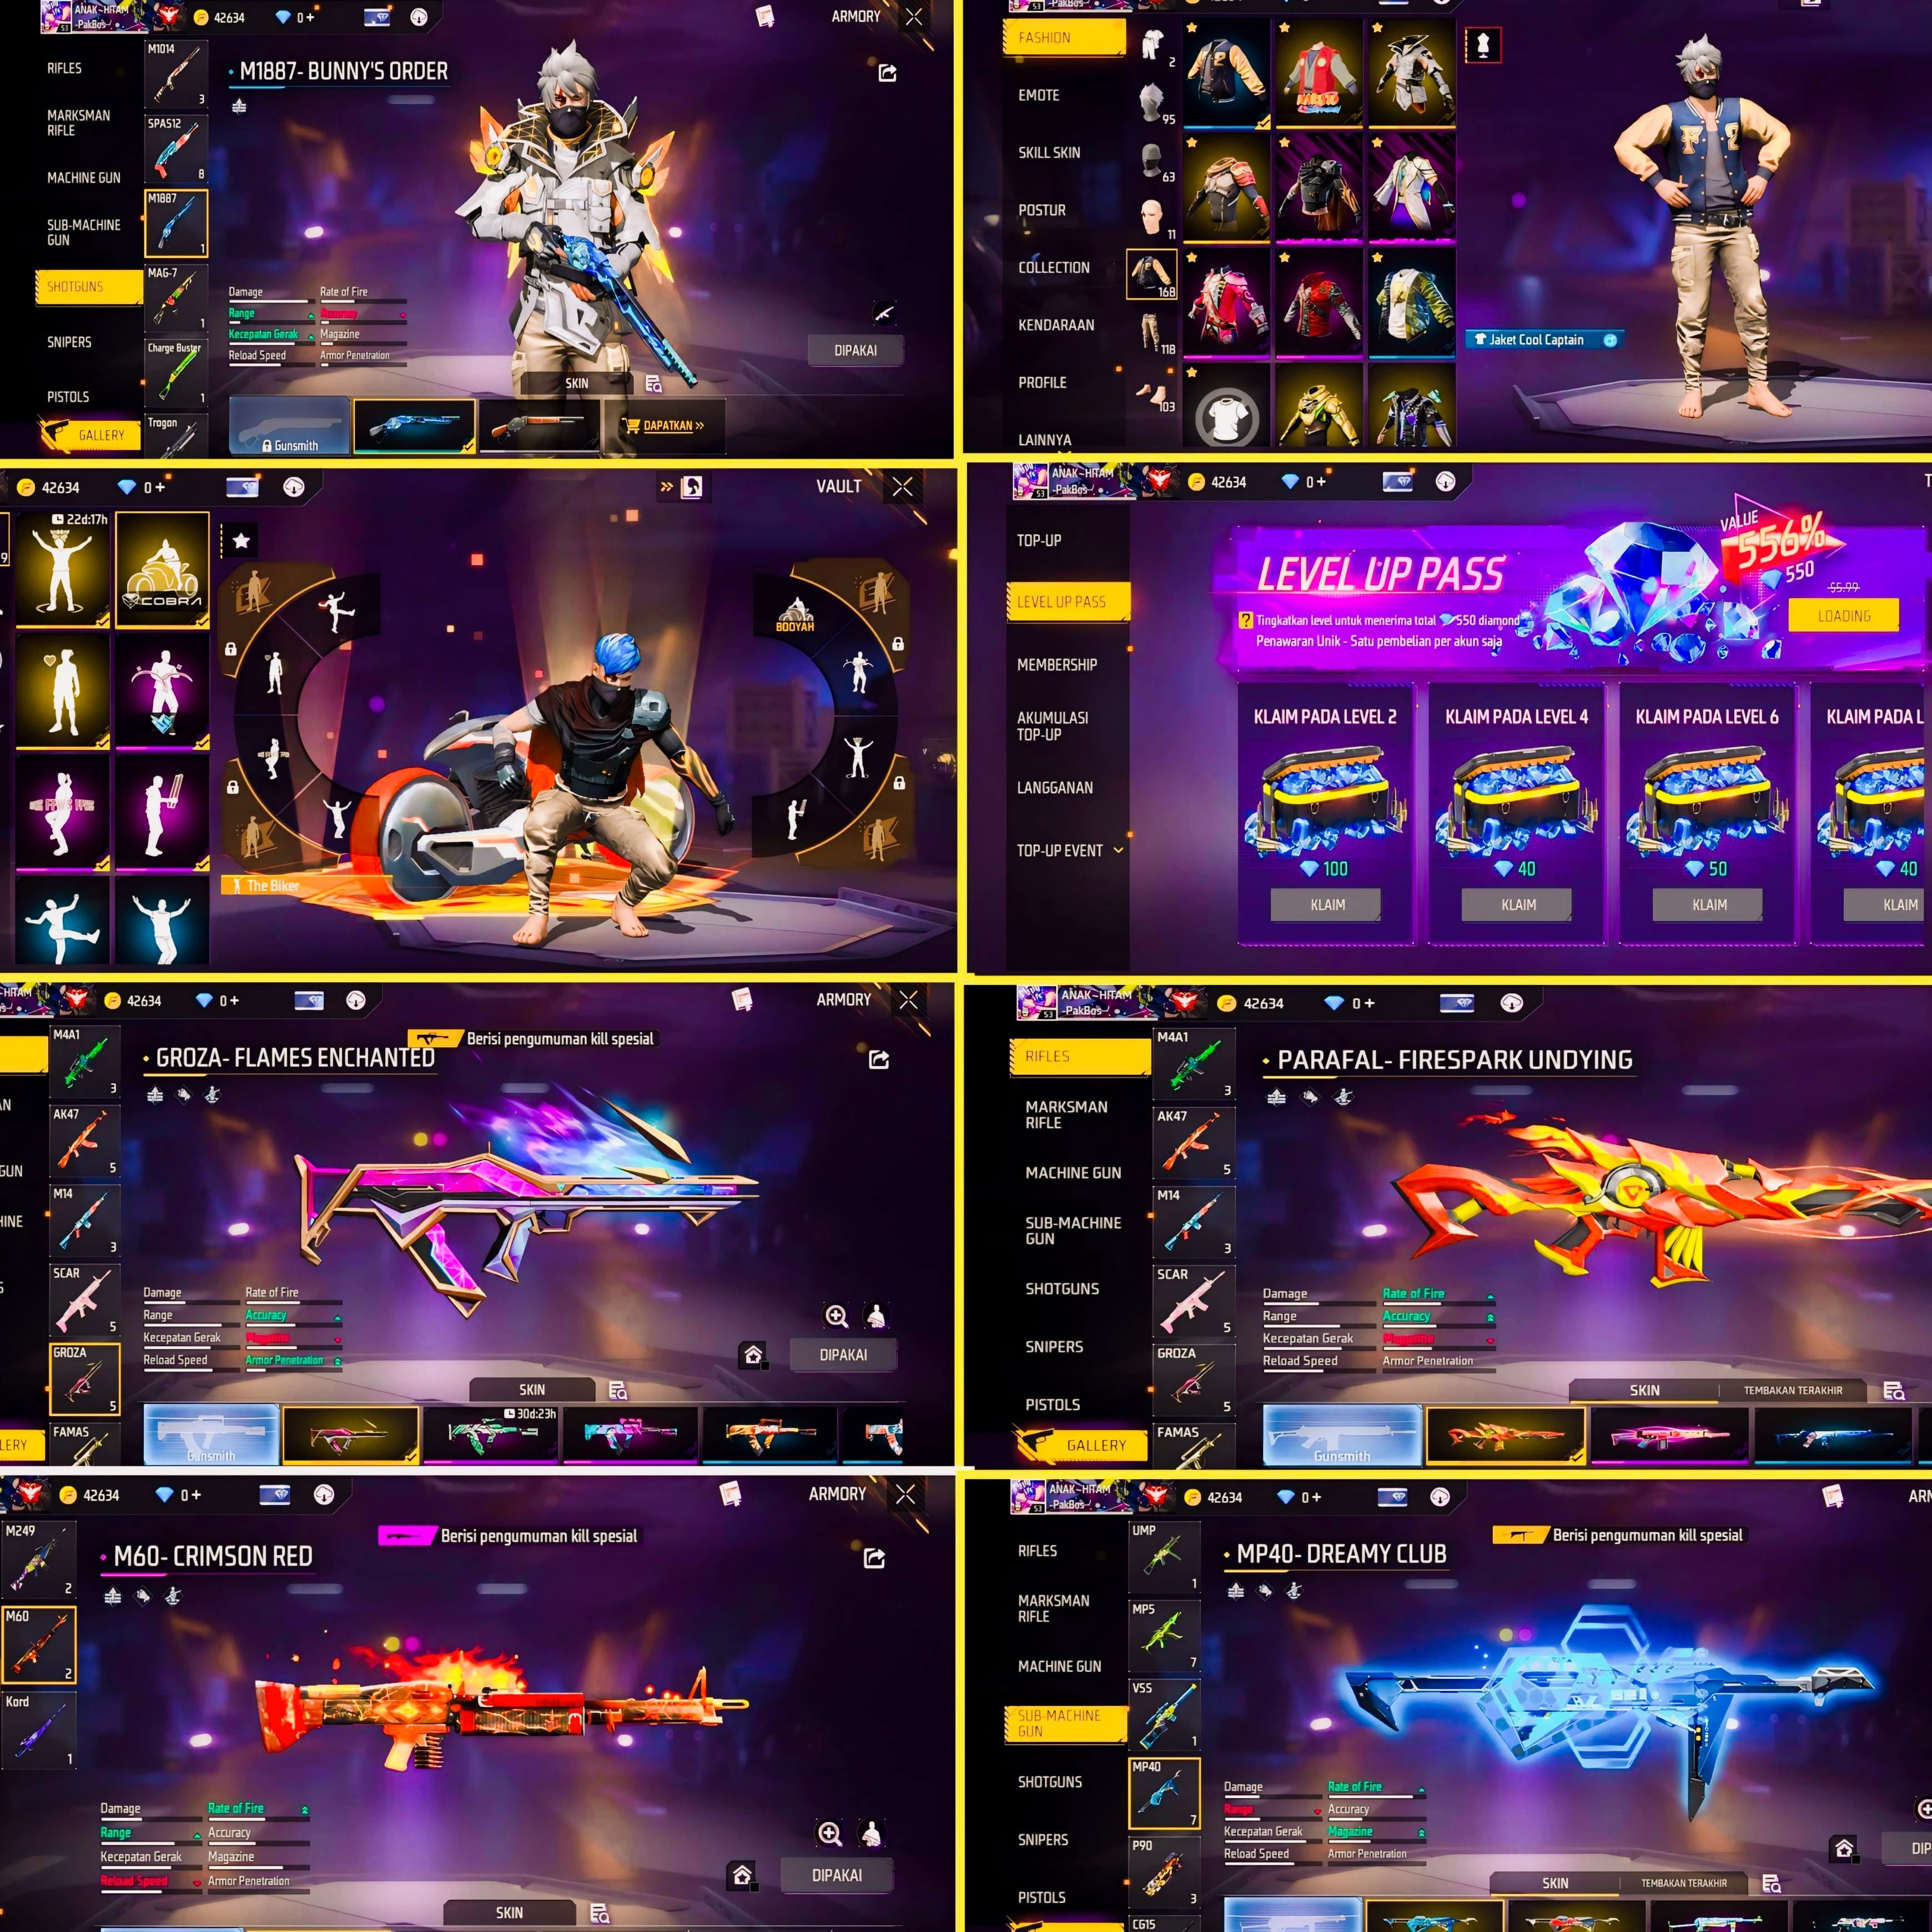 ANAK~HITAM
-PakBos
53
42634
0 +
ARMORY
RIFLES
MARKSMAN
RIFLE
MACHINE GUN
SUB-MACHINE
GUN
SHOTGUNS
SNIPERS
PISTOLS
GALLERY
M1014
3
SPAS12
8
M1887
1
MAG-7
1
Charge Buster
1
Trogon
M1887- BUNNY'S ORDER
Damage
Rate of Fire
Range
Accuracy
Kecepatan Gerak
Magazine
Reload Speed
Armor Penetration
DIPAKAI
SKIN
Gunsmith
DAPATKAN »
-PakBos
53
42634
FASHION
EMOTE
SKILL SKIN
POSTUR
COLLECTION
KENDARAAN
PROFILE
LAINNYA
2
95
63
11
168
118
103
NARUTO
F 2
Jaket Cool Captain
42634
0 +
VAULT
9
22d:17h
COBRA
BOOYAH
The Biker
ANAK~HITAM
-PakBos
53
42634
0 +
T
TOP-UP
LEVEL UP PASS
MEMBERSHIP
AKUMULASI
TOP-UP
LANGGANAN
TOP-UP EVENT
LEVEL UP PASS
? Tingkatkan level untuk menerima total 550 diamond
Penawaran Unik - Satu pembelian per akun saja
VALUE
556%
550
$5.99
LOADING
KLAIM PADA LEVEL 2
KLAIM PADA LEVEL 4
KLAIM PADA LEVEL 6
KLAIM PADA L
100
40
50
40
KLAIM
KLAIM
KLAIM
KLAIM
HITAM
42634
0 +
ARMORY
AN
GUN
HINE
S
LERY
M4A1
3
AK47
5
M14
3
SCAR
5
GROZA
5
FAMAS
Berisi pengumuman kill spesial
GROZA- FLAMES ENCHANTED
Damage
Rate of Fire
Range
Accuracy
Kecepatan Gerak
Magazine
Reload Speed
Armor Penetration
DIPAKAI
SKIN
Gunsmith
30d:23h
ANAK~HITAM
-PakBos
53
42634
0 +
RIFLES
MARKSMAN
RIFLE
MACHINE GUN
SUB-MACHINE
GUN
SHOTGUNS
SNIPERS
PISTOLS
GALLERY
M4A1
3
AK47
5
M14
3
SCAR
5
GROZA
5
FAMAS
PARAFAL- FIRESPARK UNDYING
Damage
Rate of Fire
Range
Accuracy
Kecepatan Gerak
Magazine
Reload Speed
Armor Penetration
SKIN
TEMBAKAN TERAKHIR
Gunsmith
42634
0 +
ARMORY
M249
2
M60
2
Kord
1
Berisi pengumuman kill spesial
M60- CRIMSON RED
Damage
Rate of Fire
Range
Accuracy
Kecepatan Gerak
Magazine
Reload Speed
Armor Penetration
DIPAKAI
SKIN
ANAK~HITAM
-PakBos
53
42634
0 +
ARM
RIFLES
MARKSMAN
RIFLE
MACHINE GUN
SUB-MACHINE
GUN
SHOTGUNS
SNIPERS
PISTOLS
UMP
1
MP5
7
VSS
1
MP40
7
P90
3
CG15
Berisi pengumuman kill spesial
MP40- DREAMY CLUB
Damage
Rate of Fire
Range
Accuracy
Kecepatan Gerak
Magazine
Reload Speed
Armor Penetration
DIP
SKIN
TEMBAKAN TERAKHIR